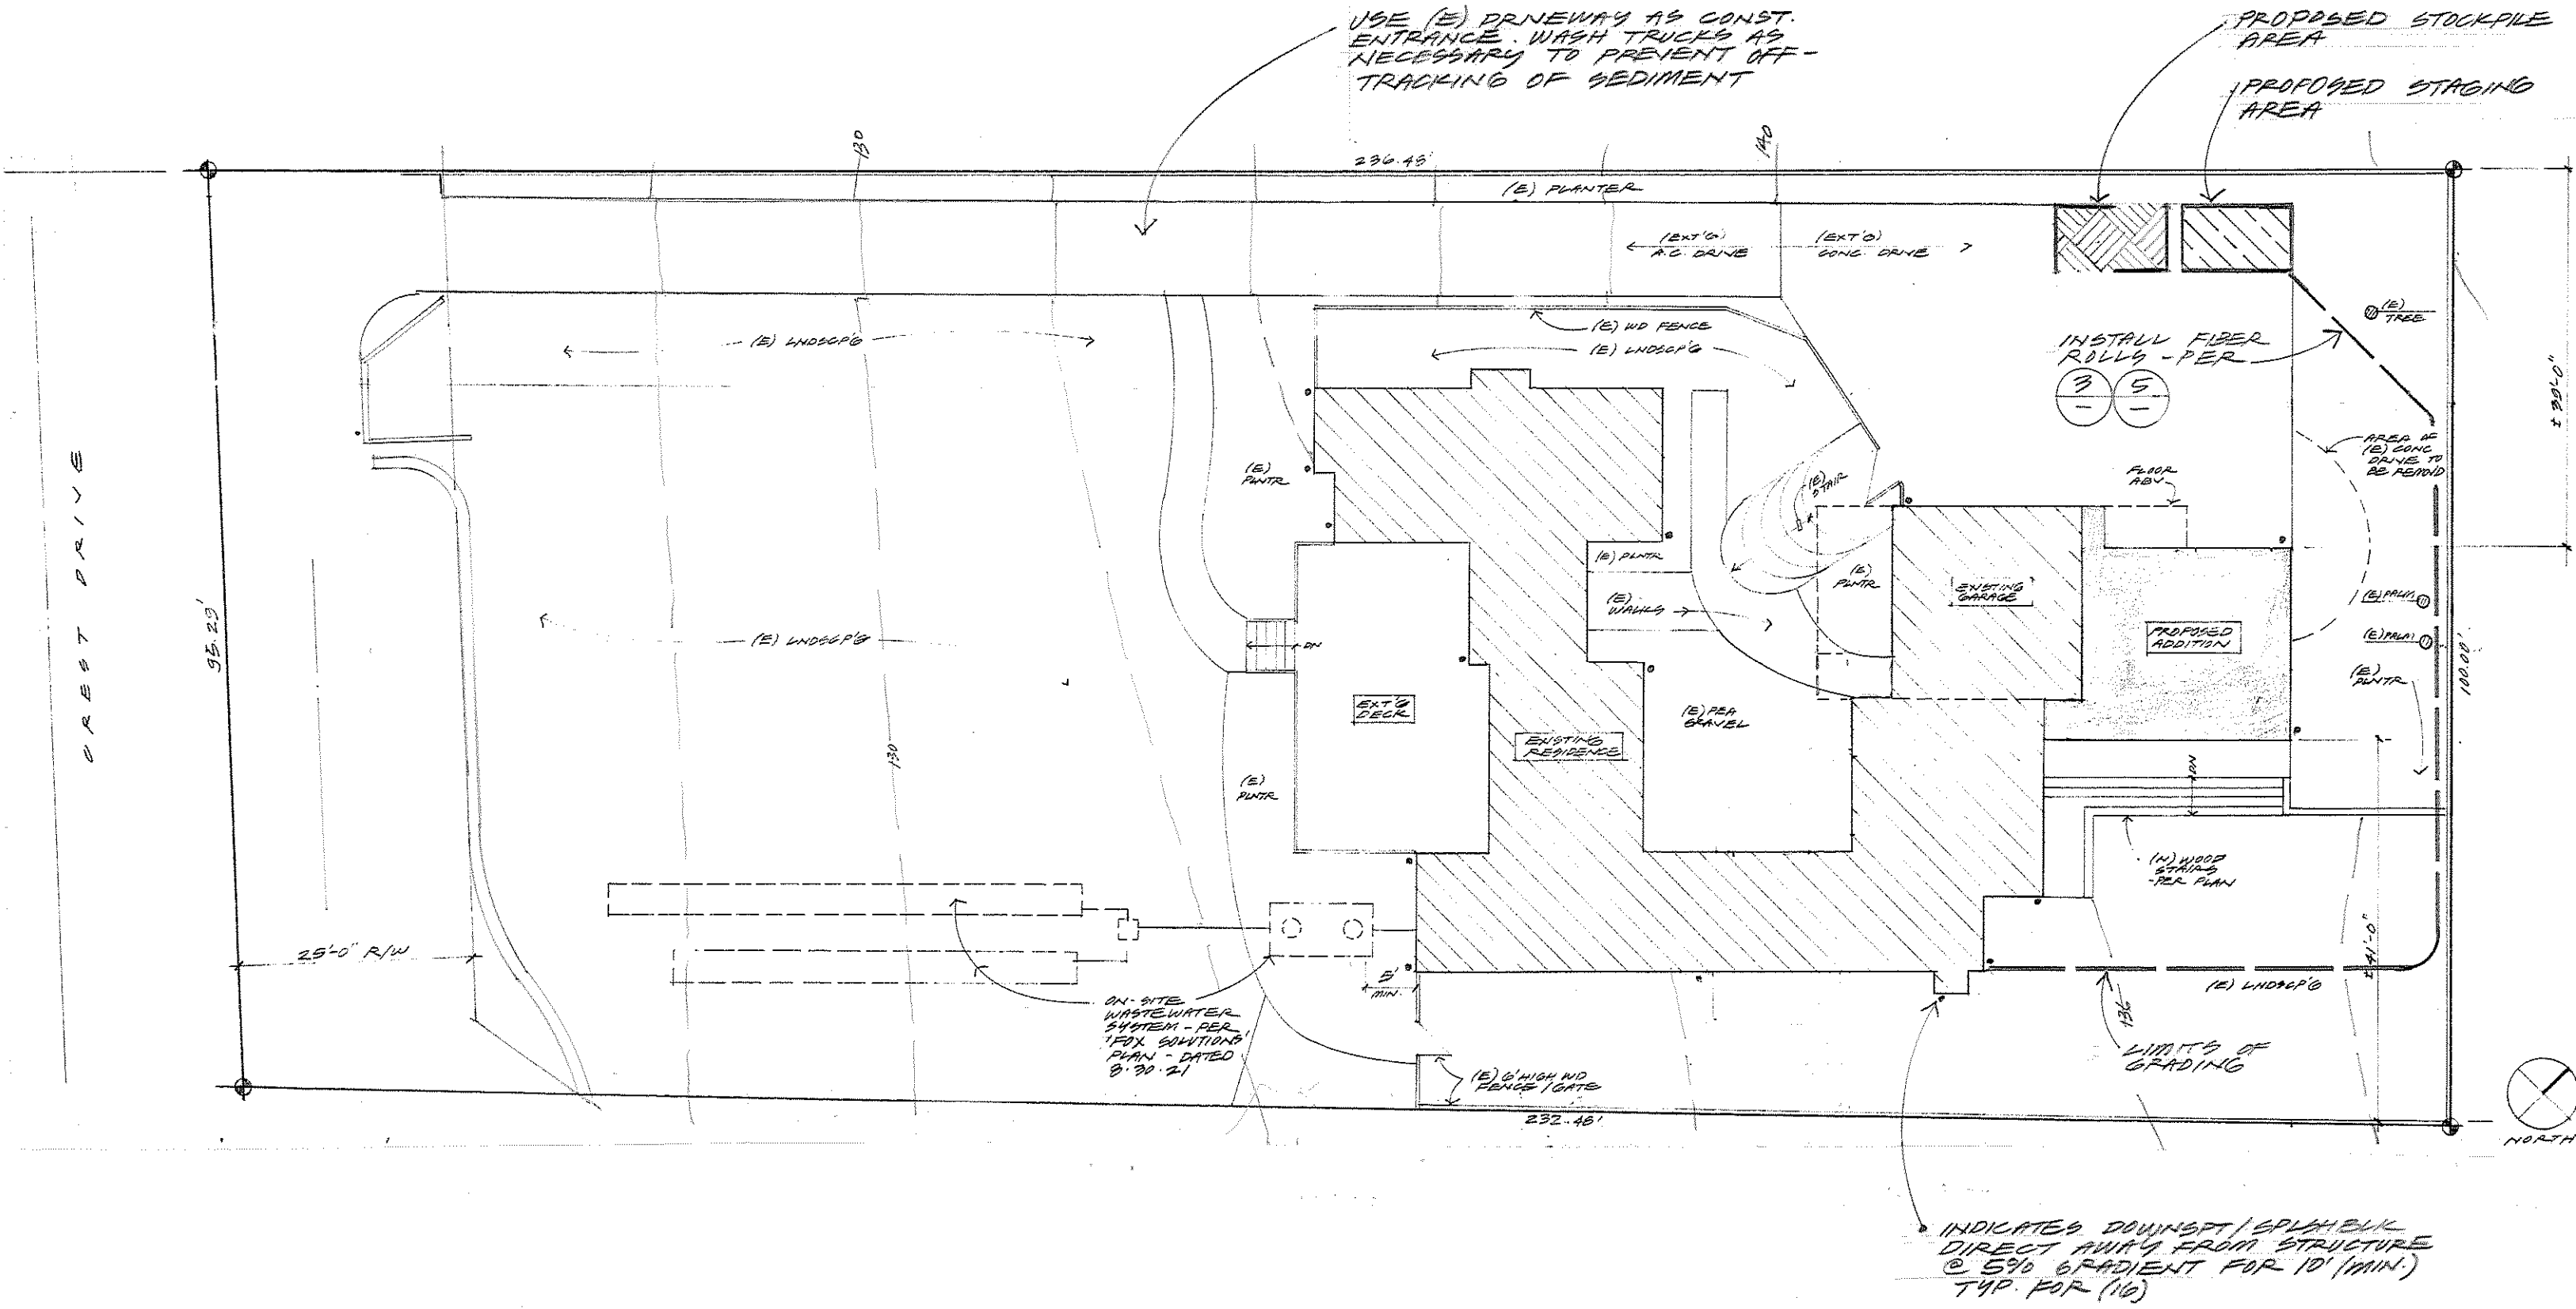 USE (E) DRIVEWAY AS CONST.
ENTRANCE. WASH TRUCKS AS
NECESSARY TO PREVENT OFF-
TRACKING OF SEDIMENT
PROPOSED STOCKPILE
AREA
PROPOSED STAGING
AREA
130
236.45'
140
(E) PLANTER
(EXT'G)
A.C. DRIVE
(EXT'G)
CONC. DRIVE
(E)
TREE
(E) WD FENCE
(E) LNDSCP'G
(E) LNDSCP'G
INSTALL FIBER
ROLLS - PER
3
-
5
-
± 39'-0"
AREA OF
(E) CONC
DRIVE TO
BE REMOV'D
FLOOR
ABV.
(E)
PLNTR
(E)
STAIR
CREST DRIVE
95.23'
(E) PLNTR
(E)
PLNTR
EXISTING
GARAGE
(E) PALM
(E)
WALKS
(E) PALM
PROPOSED
ADDITION
(E) LNDSCP'G
DN
(E)
PLNTR
100.00'
EXT'G
DECK
(E) PEA
GRAVEL
EXISTING
RESIDENCE
130
(E)
PLNTR
DN
(N) WOOD
STAIRS
-PER PLAN
25'-0" R/W
5'
MIN.
± 41'-0"
(E) LNDSCP'G
136
ON-SITE
WASTEWATER
SYSTEM - PER
'FOX SOLUTIONS'
PLAN - DATED
8.30.21
LIMITS OF
GRADING
(E) 6' HIGH WD
FENCE / GATE
232.45'
NORTH
INDICATES DOWNSPT / SPLSHBLK
DIRECT AWAY FROM STRUCTURE
@ 5% GRADIENT FOR 10' (MIN.)
TYP. FOR (16)